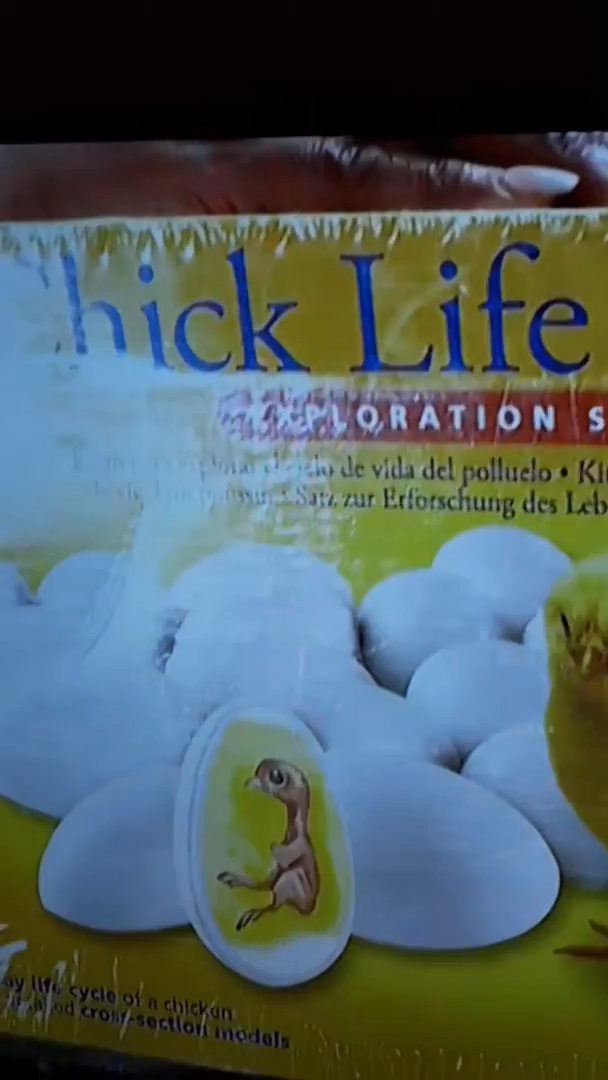 hick Life
EXPLORATION S
de vida del polluelo • Ki
Satz zur Erforschung des Leb
life cycle of a chicken
cross-section models